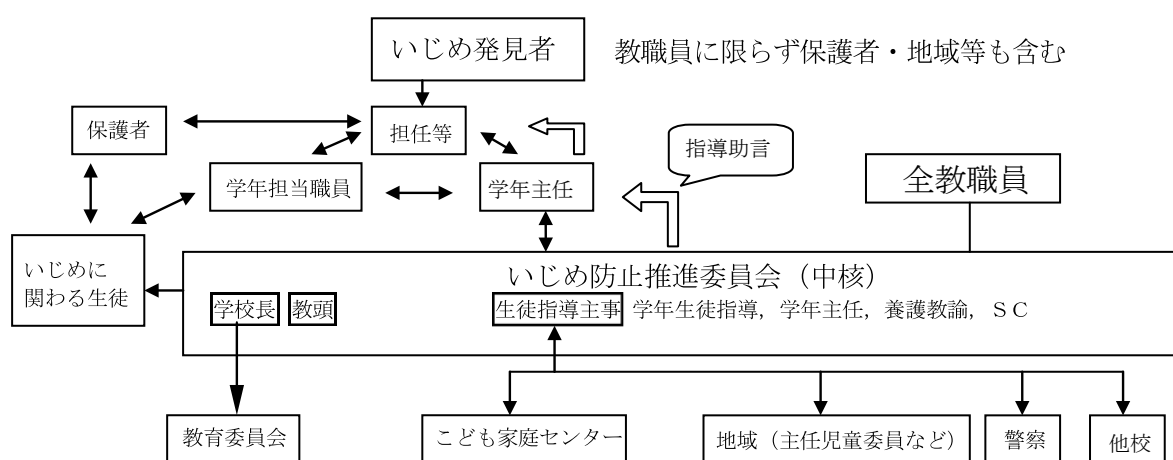 いじめ発見者
教職員に限らず保護者・地域等も含む
保護者
担任等
指導助言
学年担当職員
学年主任
全教職員
いじめに
関わる生徒
いじめ防止推進委員会（中核）
学校長 教頭
生徒指導主事 学年生徒指導，学年主任，養護教諭，ＳＣ
教育委員会
こども家庭センター
地域（主任児童委員など）
警察
他校